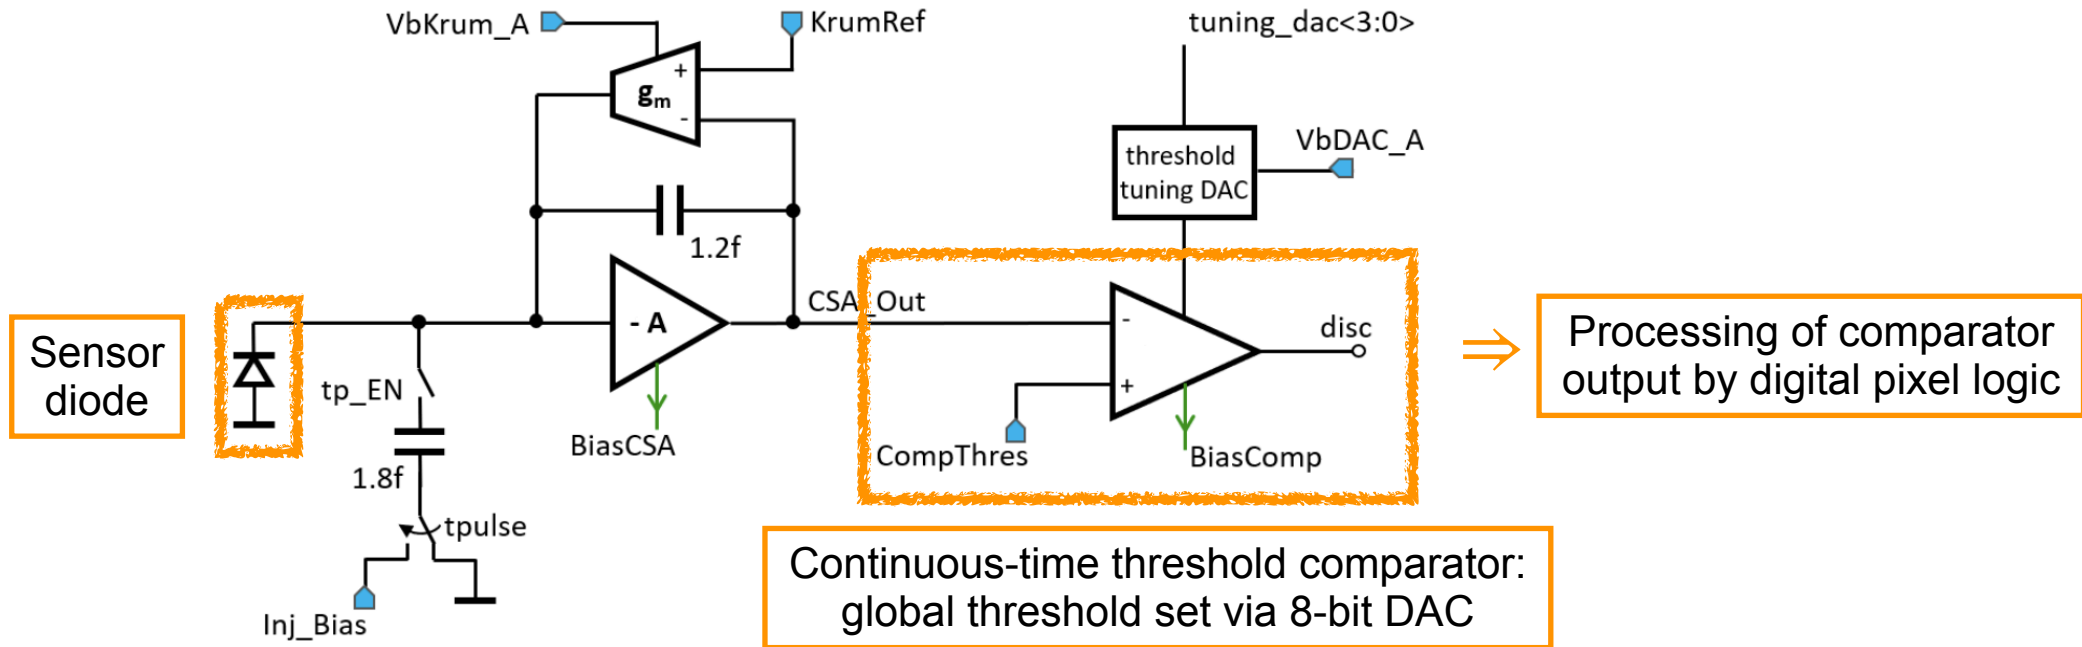 VbKrum_A
KrumRef
tuning_dac<3:0>
+
gm
-
threshold
tuning DAC
VbDAC_A
1.2f
CSA_Out
Sensor
diode
- A
-
disc
+
tp_EN
BiasCSA
CompThres
BiasComp
1.8f
tpulse
Inj_Bias
⇒
Processing of comparator
output by digital pixel logic
Continuous-time threshold comparator:
global threshold set via 8-bit DAC